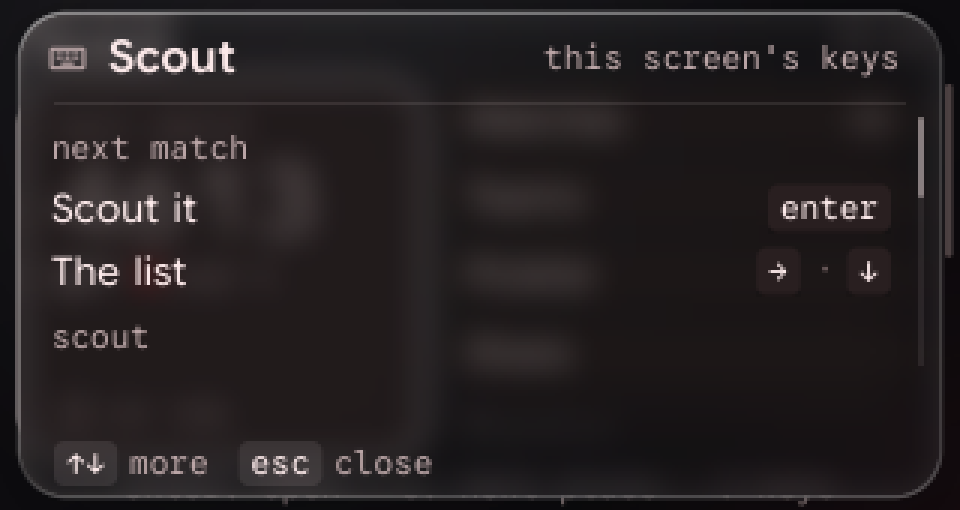 Scout this screen's keys
next match
Scout it enter
The list → · ↓
scout
↑↓ more esc close